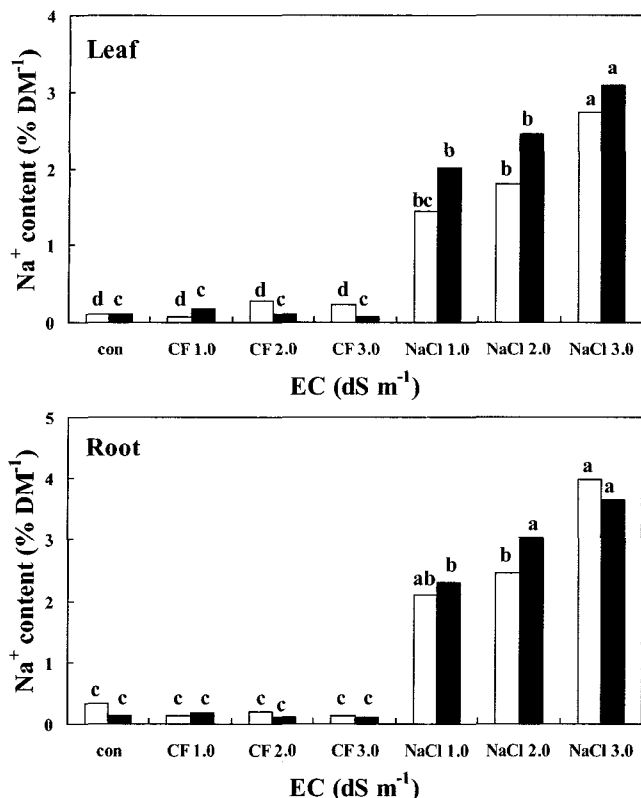 Leaf
Na+ content (% DM-1)
4
3
2
1
0
d c d c d c d c bc b b b a a
con CF 1.0 CF 2.0 CF 3.0 NaCl 1.0 NaCl 2.0 NaCl 3.0
EC (dS m-1)
Root
Na+ content (% DM-1)
5
4
3
2
1
0
c c c c c c c c ab b b a a a
con CF 1.0 CF 2.0 CF 3.0 NaCl 1.0 NaCl 2.0 NaCl 3.0
EC (dS m-1)